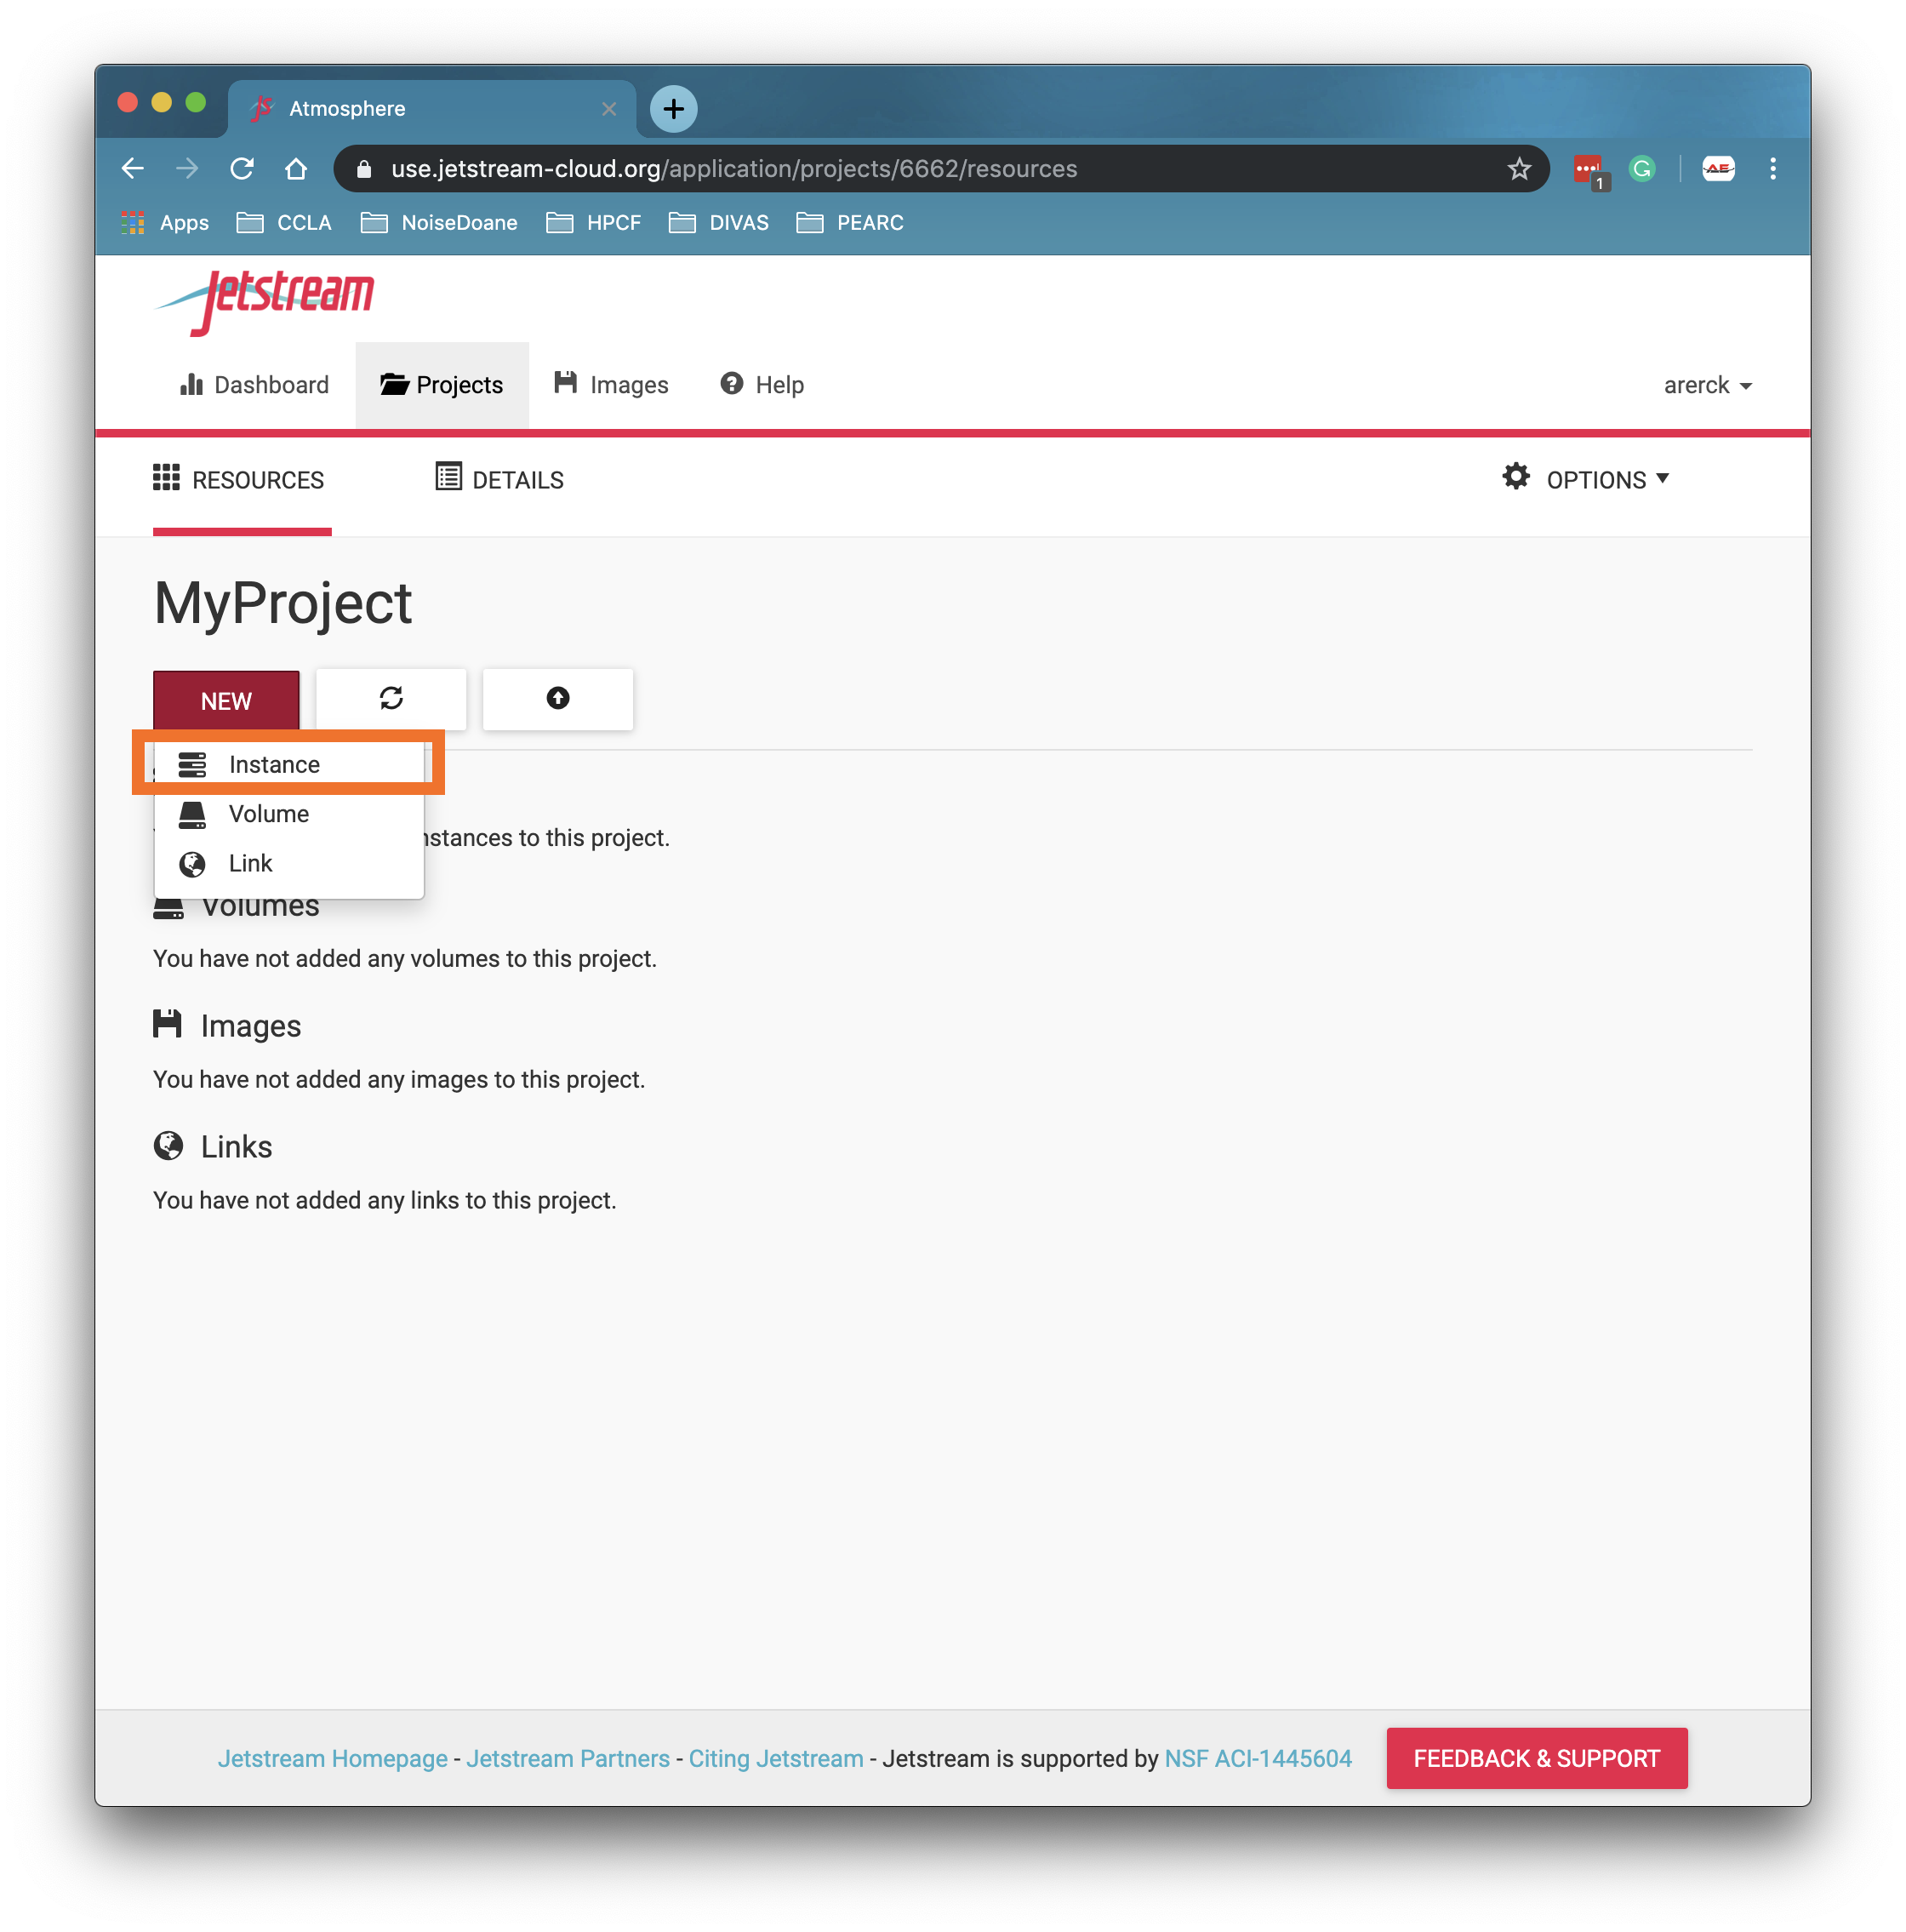 Atmosphere
use.jetstream-cloud.org/application/projects/6662/resources
1
AE
Apps CCLA NoiseDoane HPCF DIVAS PEARC
Jetstream
Dashboard Projects Images Help arerck
RESOURCES DETAILS OPTIONS
MyProject
NEW
Instance
Volume
nstances to this project.
Link
Volumes
You have not added any volumes to this project.
Images
You have not added any images to this project.
Links
You have not added any links to this project.
Jetstream Homepage - Jetstream Partners - Citing Jetstream - Jetstream is supported by NSF ACI-1445604 FEEDBACK & SUPPORT